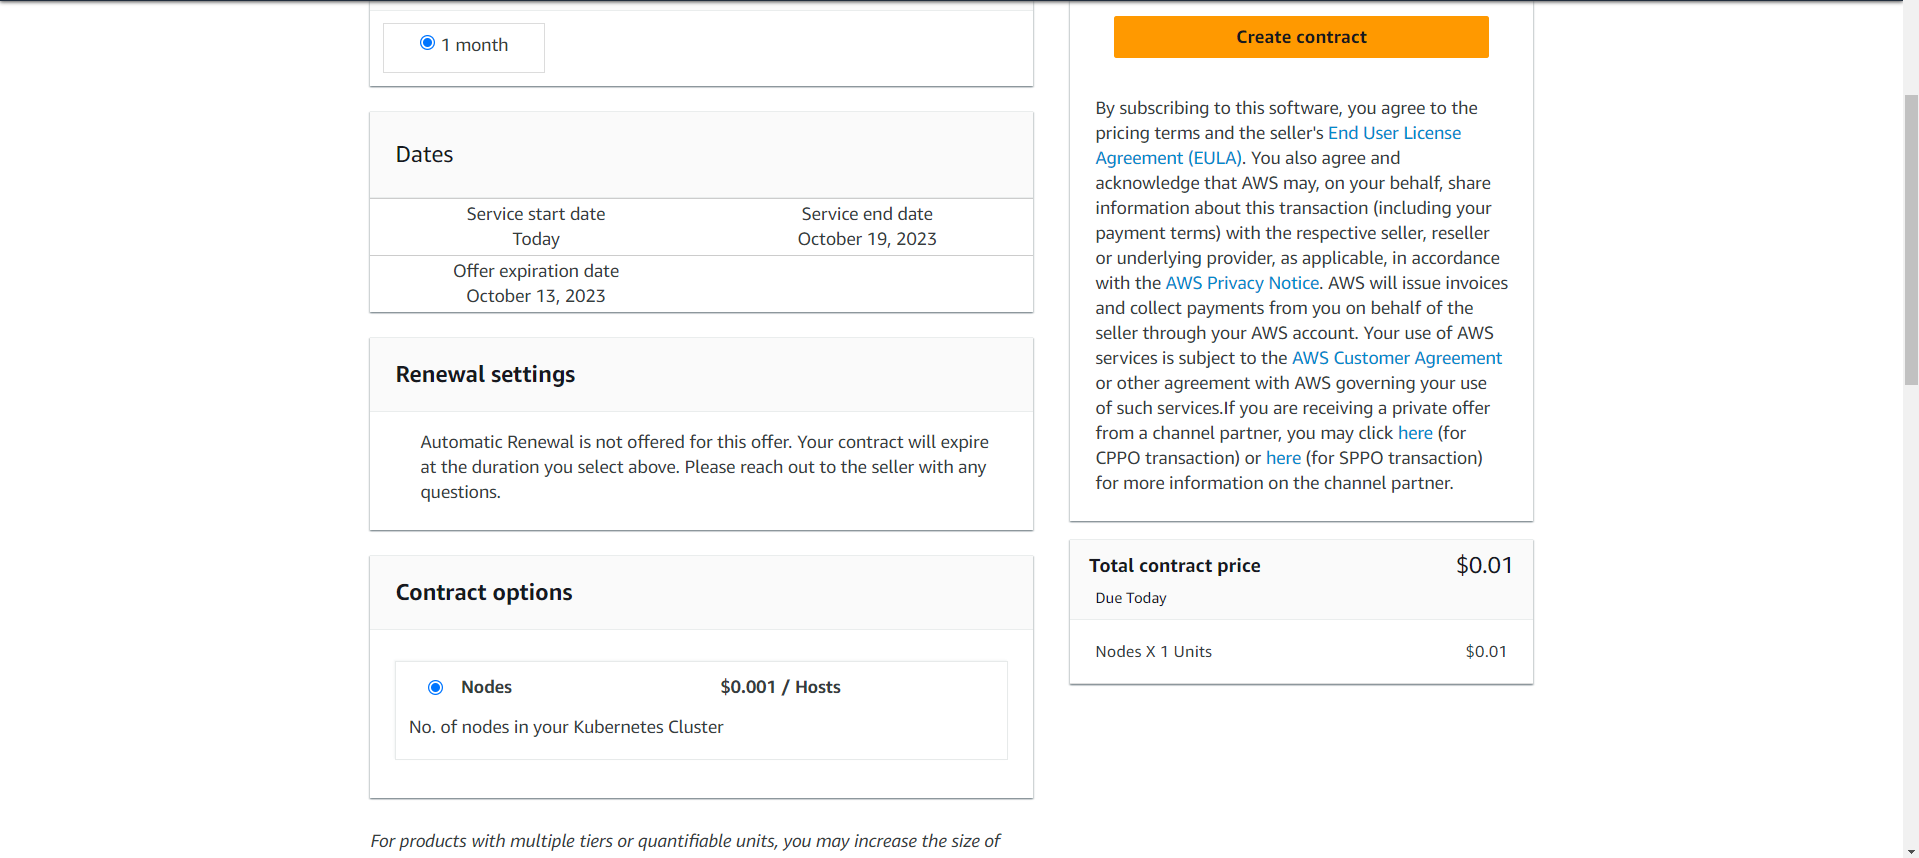 1 month
Dates
Service start date
Today
Service end date
October 19, 2023
Offer expiration date
October 13, 2023
Renewal settings
Automatic Renewal is not offered for this offer. Your contract will expire
at the duration you select above. Please reach out to the seller with any
questions.
Contract options
Nodes
$0.001 / Hosts
No. of nodes in your Kubernetes Cluster
For products with multiple tiers or quantifiable units, you may increase the size of
Create contract
By subscribing to this software, you agree to the
pricing terms and the seller's End User License
Agreement (EULA). You also agree and
acknowledge that AWS may, on your behalf, share
information about this transaction (including your
payment terms) with the respective seller, reseller
or underlying provider, as applicable, in accordance
with the AWS Privacy Notice. AWS will issue invoices
and collect payments from you on behalf of the
seller through your AWS account. Your use of AWS
services is subject to the AWS Customer Agreement
or other agreement with AWS governing your use
of such services.If you are receiving a private offer
from a channel partner, you may click here (for
CPPO transaction) or here (for SPPO transaction)
for more information on the channel partner.
Total contract price
$0.01
Due Today
Nodes X 1 Units
$0.01